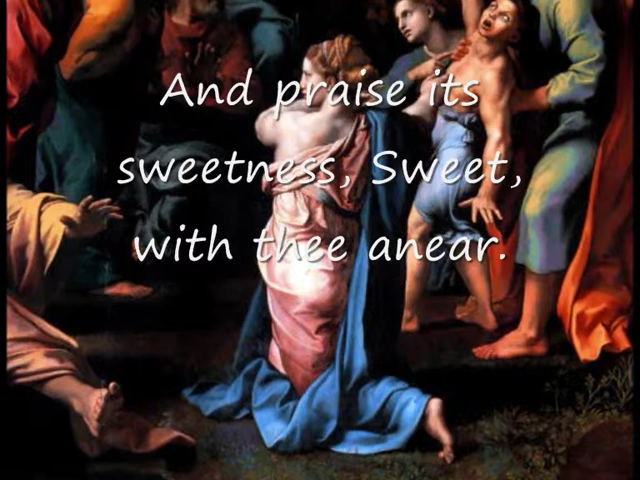 And praise its
sweetness, Sweet,
with thee anear.